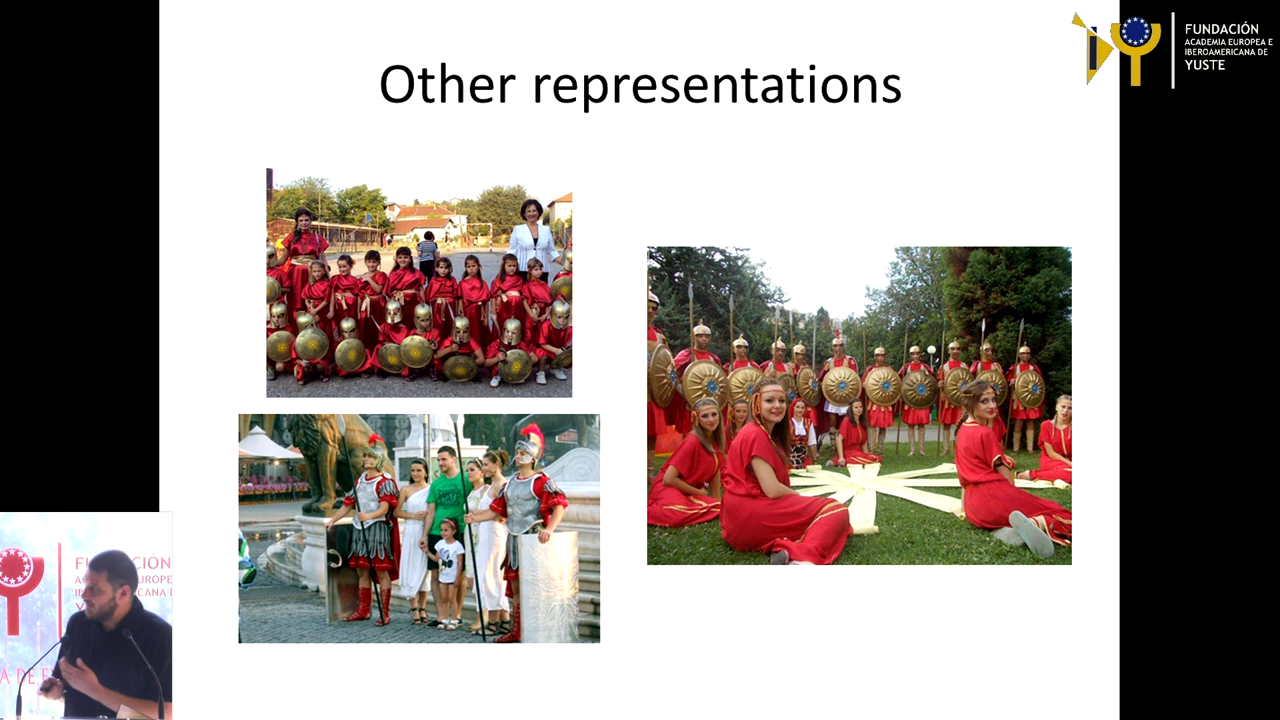 Other representations
FUNDACIÓN
ACADEMIA EUROPEA E
IBEROAMERICANA DE
YUSTE